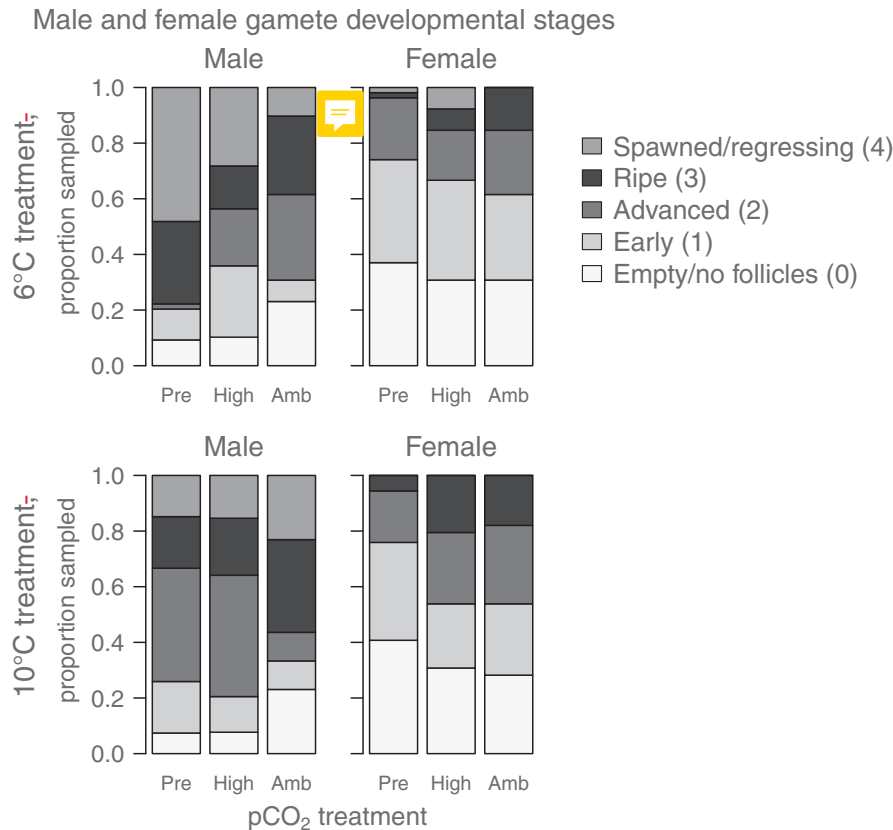 Male and female gamete developmental stages
Male
Female
6°C treatment,
proportion sampled
1.0
0.8
0.6
0.4
0.2
0.0
Pre
High
Amb
Pre
High
Amb
Spawned/regressing (4)
Ripe (3)
Advanced (2)
Early (1)
Empty/no follicles (0)
Male
Female
10°C treatment,
proportion sampled
1.0
0.8
0.6
0.4
0.2
0.0
Pre
High
Amb
Pre
High
Amb
pCO₂ treatment